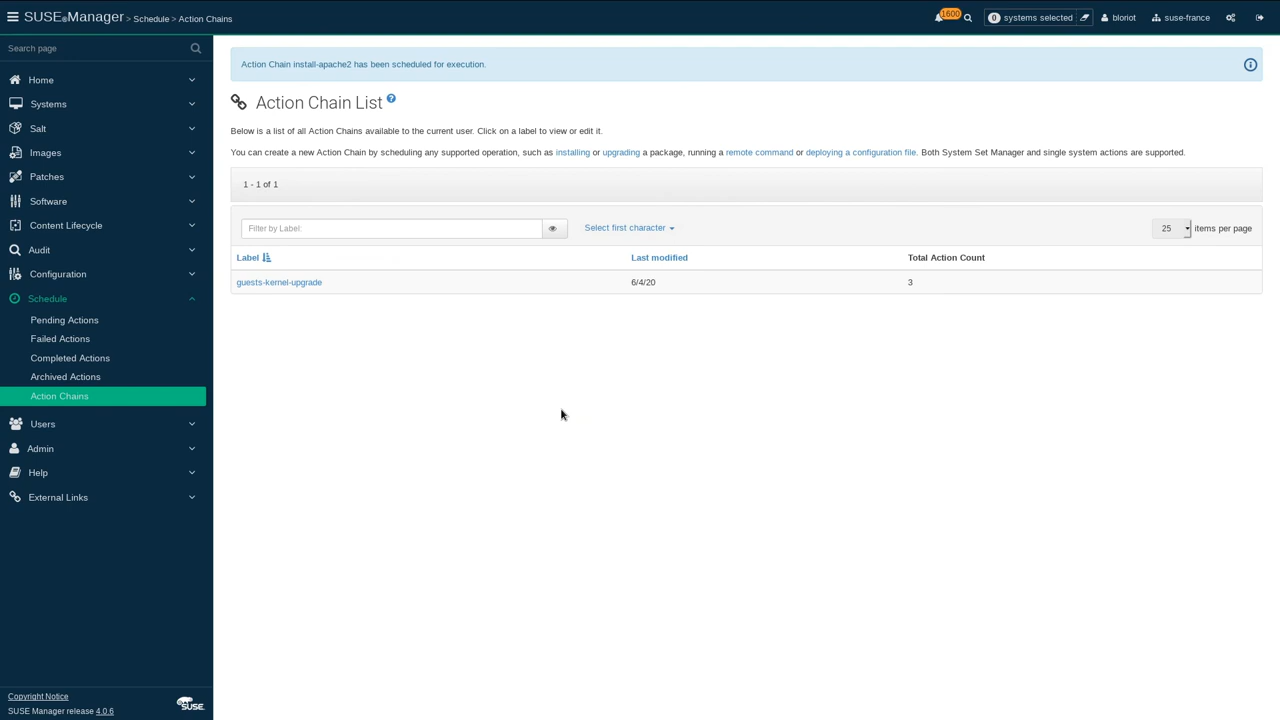 SUSE®Manager > Schedule > Action Chains
1600
0 systems selected
bloriot
suse-france
Search page
Home
Systems
Salt
Images
Patches
Software
Content Lifecycle
Audit
Configuration
Schedule
Pending Actions
Failed Actions
Completed Actions
Archived Actions
Action Chains
Users
Admin
Help
External Links
Copyright Notice
SUSE Manager release 4.0.6
SUSE
Action Chain install-apache2 has been scheduled for execution.
Action Chain List ?
Below is a list of all Action Chains available to the current user. Click on a label to view or edit it.
You can create a new Action Chain by scheduling any supported operation, such as installing or upgrading a package, running a remote command or deploying a configuration file. Both System Set Manager and single system actions are supported.
1 - 1 of 1
Filter by Label:
Select first character
25 items per page
Label Last modified Total Action Count
guests-kernel-upgrade 6/4/20 3